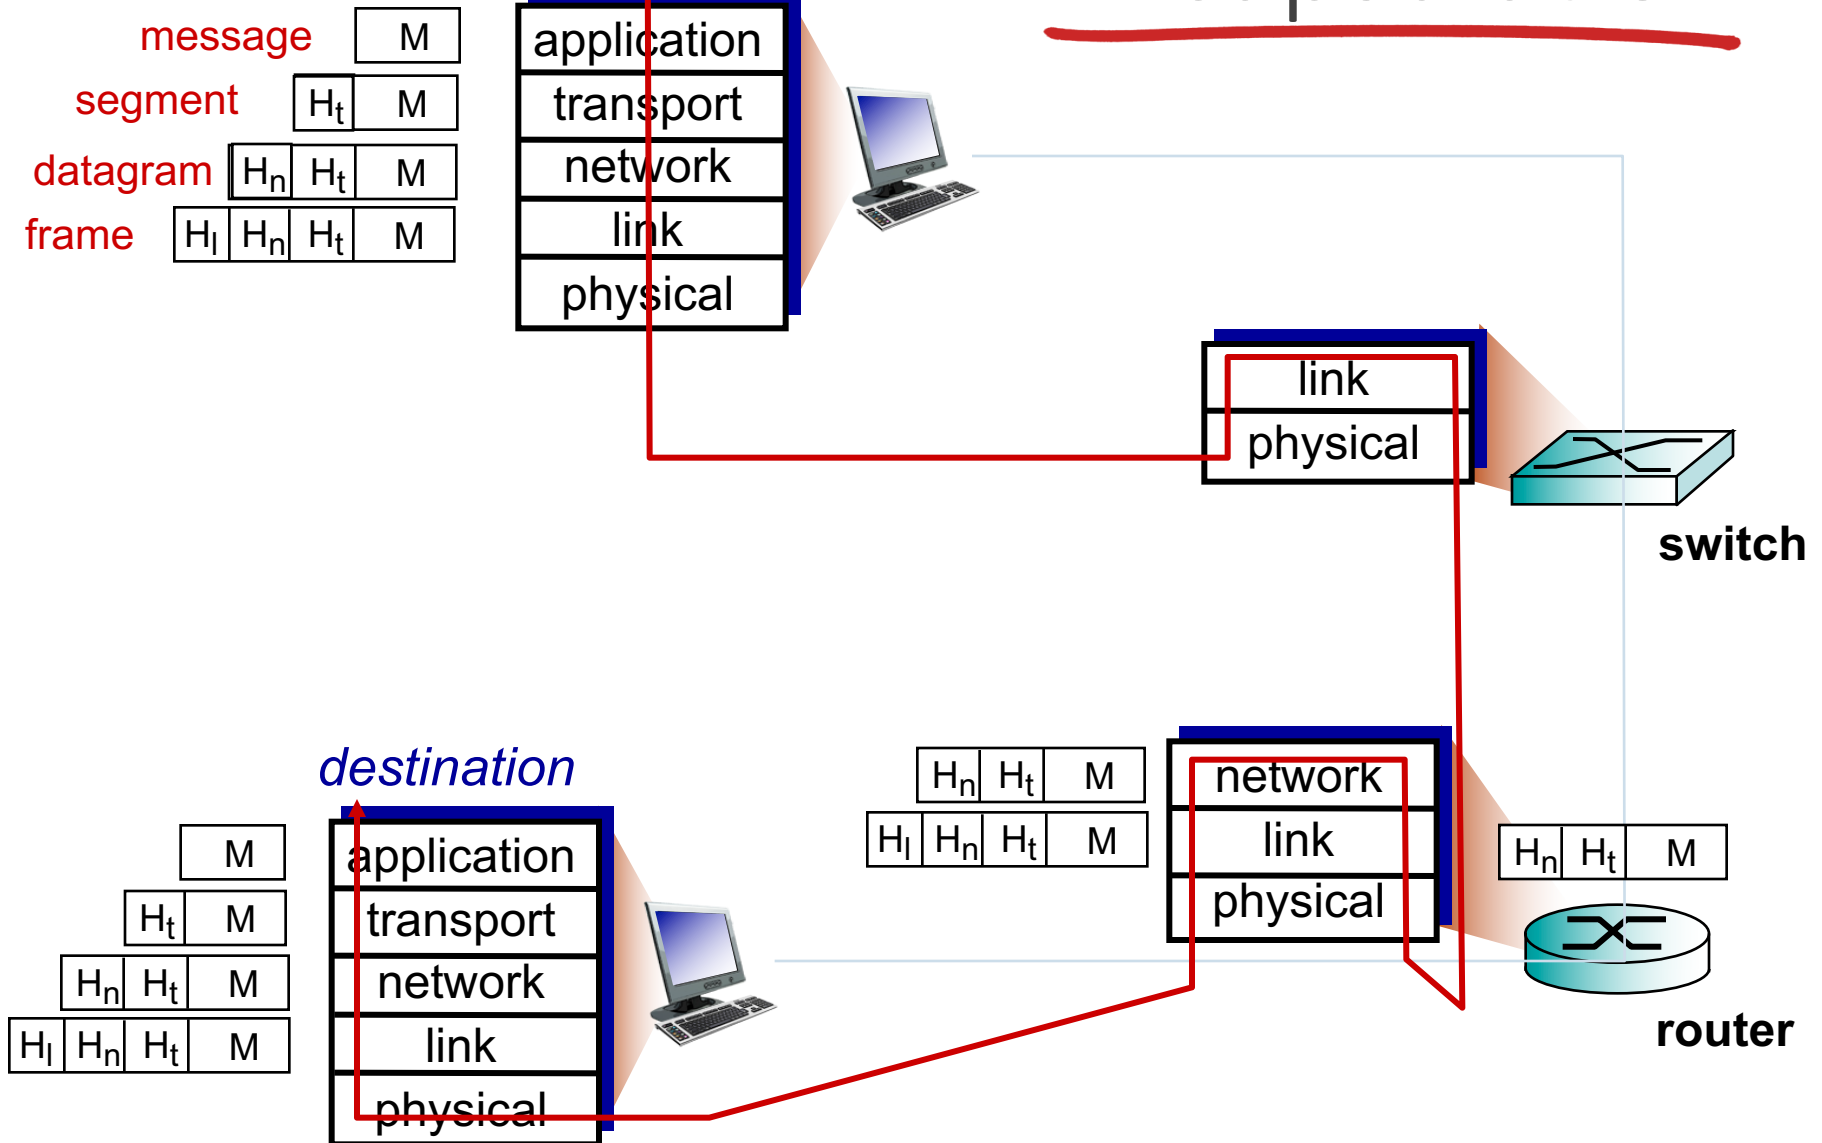 message M application
segment Ht M transport
datagram Hn Ht M network
frame Hl Hn Ht M link
physical
link
physical
switch
destination
Hn Ht M network
Hl Hn Ht M link
Hn Ht M
physical
router
M application
Ht M transport
Hn Ht M network
Hl Hn Ht M link
physical